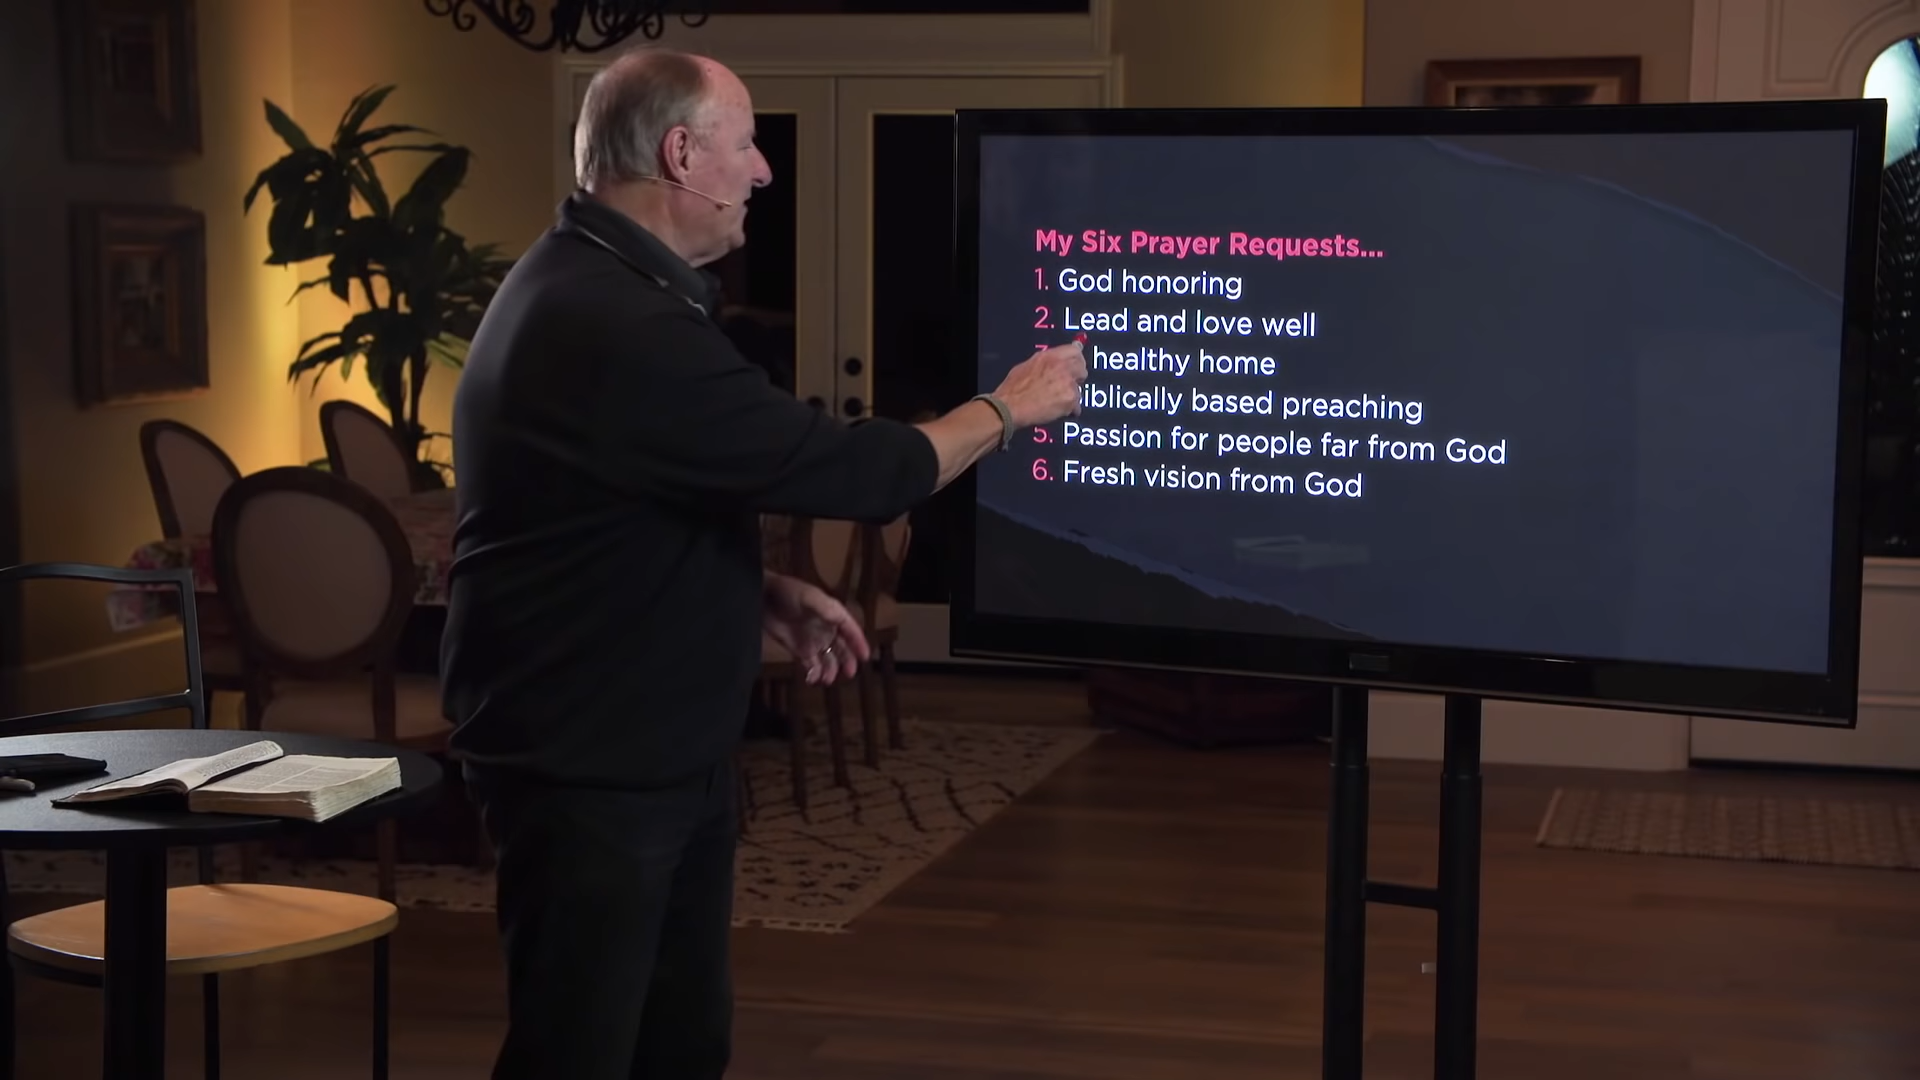 My Six Prayer Requests...
1. God honoring
2. Lead and love well
healthy home
iblically based preaching
5. Passion for people far from God
6. Fresh vision from God